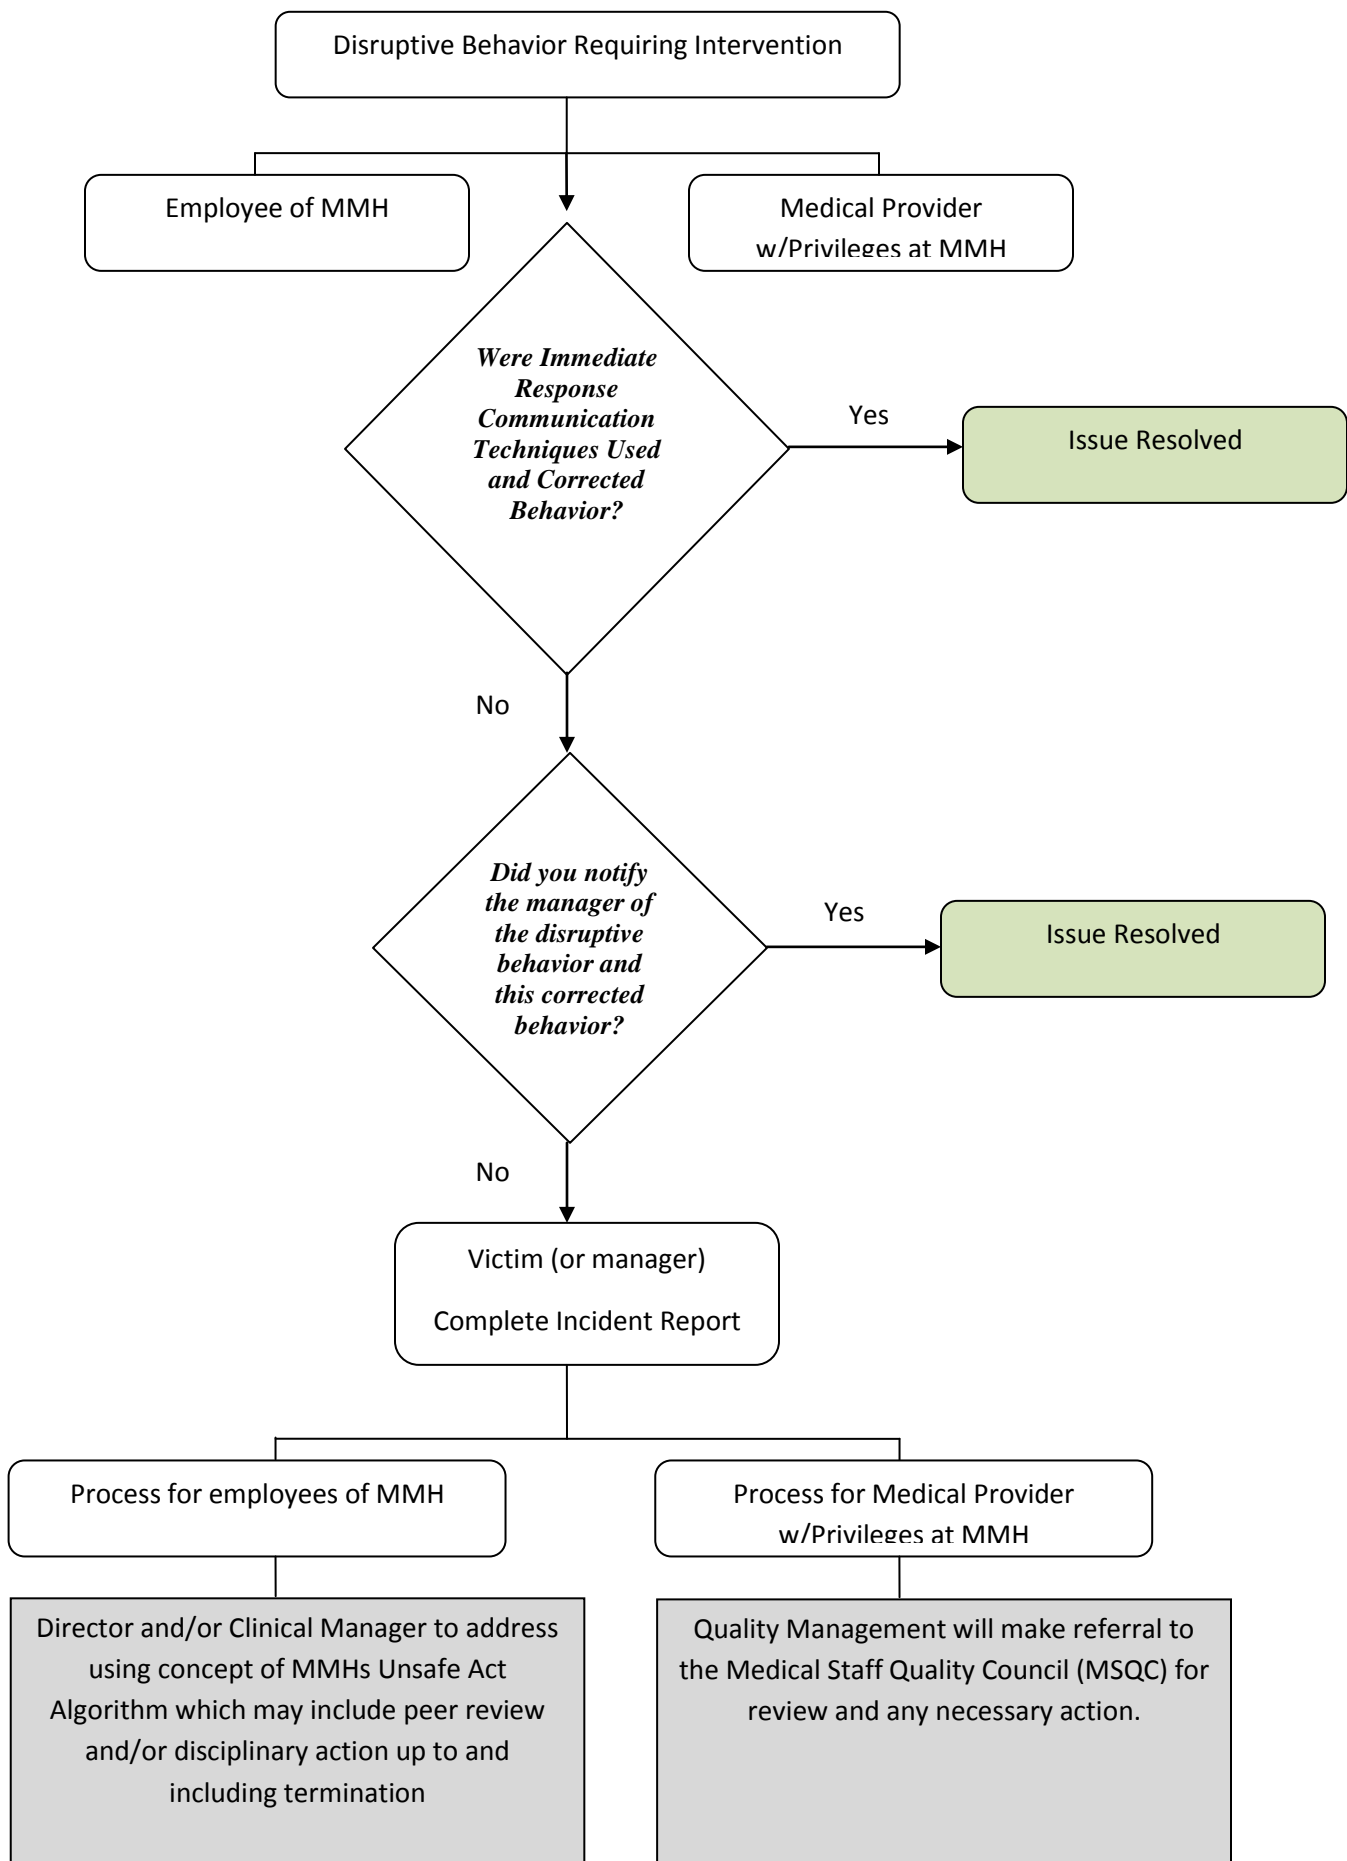 Disruptive Behavior Requiring Intervention
Employee of MMH
Medical Provider
w/Privileges at MMH
Were Immediate
Response
Communication
Techniques Used
and Corrected
Behavior?
Yes
Issue Resolved
No
Did you notify
the manager of
the disruptive
behavior and
this corrected
behavior?
Yes
Issue Resolved
No
Victim (or manager)
Complete Incident Report
Process for employees of MMH
Process for Medical Provider
w/Privileges at MMH
Director and/or Clinical Manager to address
using concept of MMHs Unsafe Act
Algorithm which may include peer review
and/or disciplinary action up to and
including termination
Quality Management will make referral to
the Medical Staff Quality Council (MSQC) for
review and any necessary action.